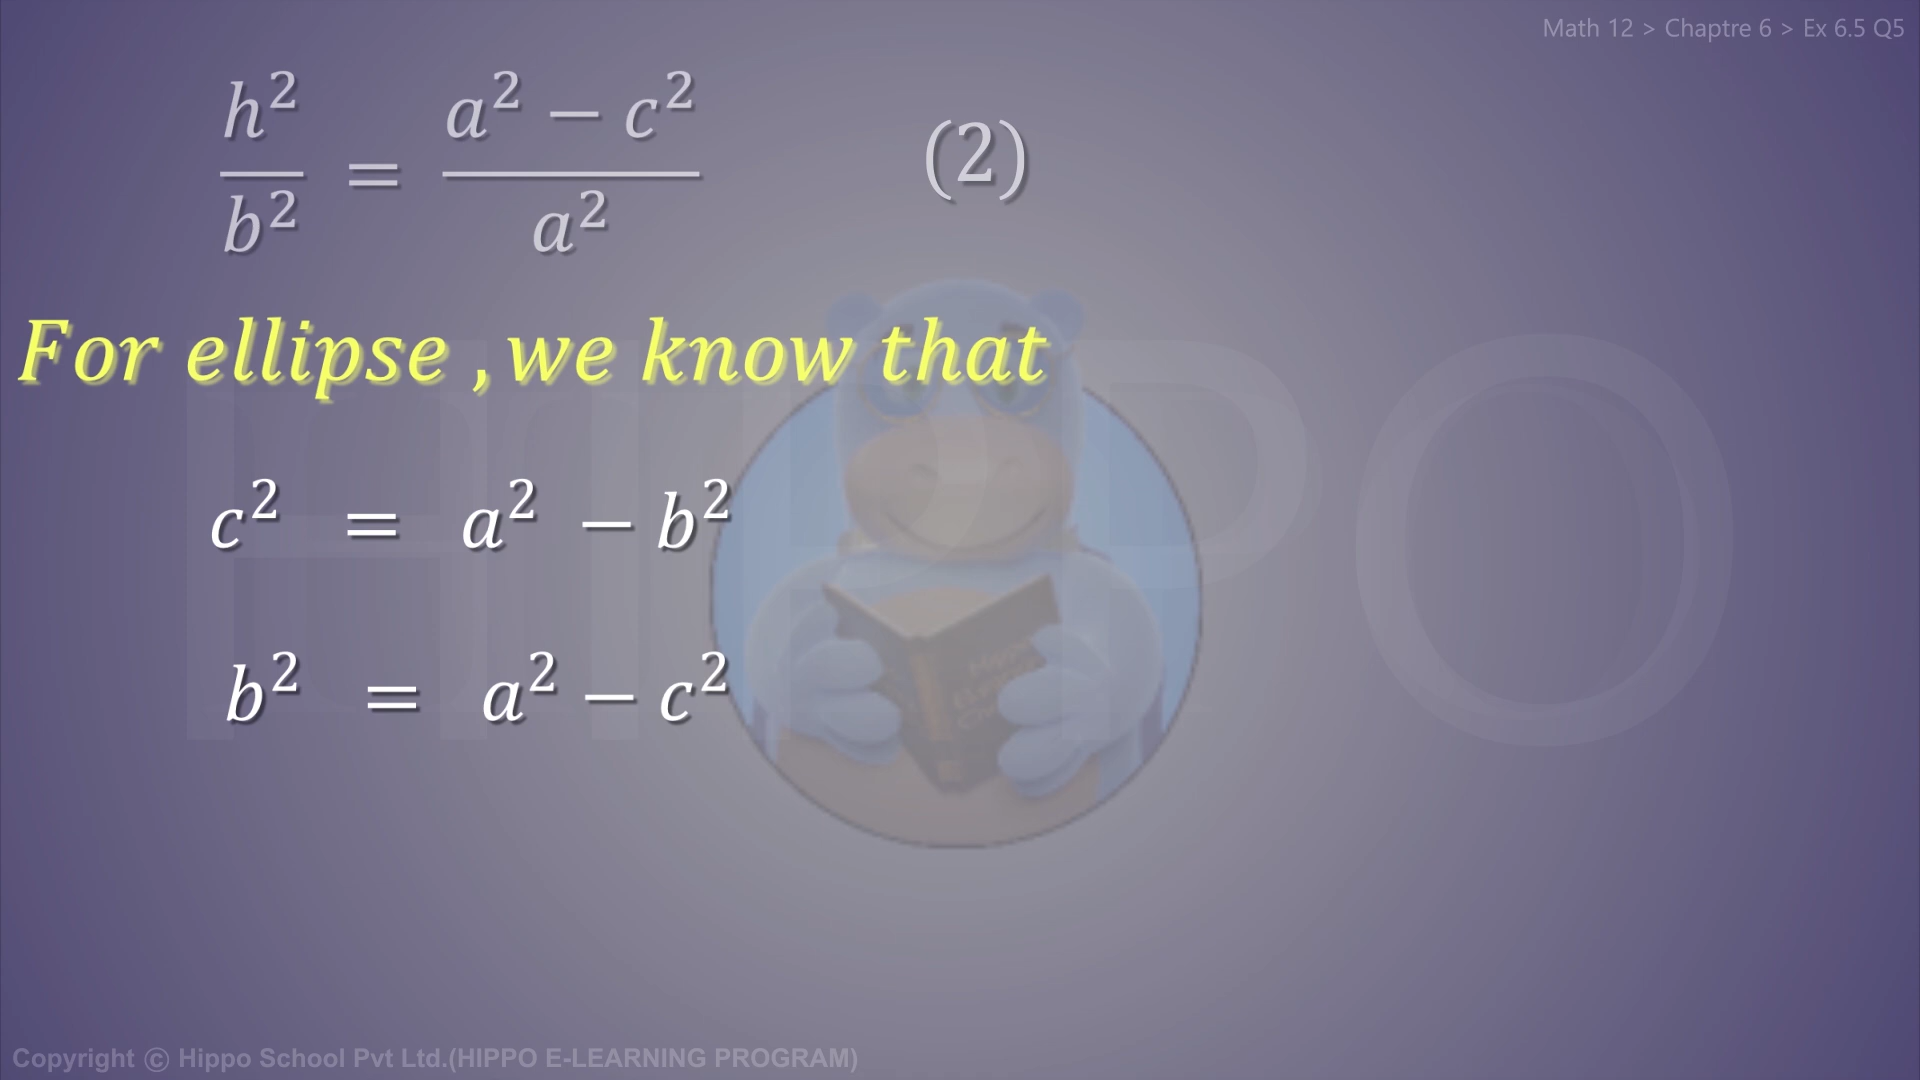 Math 12 > Chaptre 6 > Ex 6.5 Q5
h²/b² = (a² − c²)/a² (2)
For ellipse , we know that
c² = a² − b²
b² = a² − c²
HIPPO
Copyright © Hippo School Pvt Ltd.(HIPPO E-LEARNING PROGRAM)